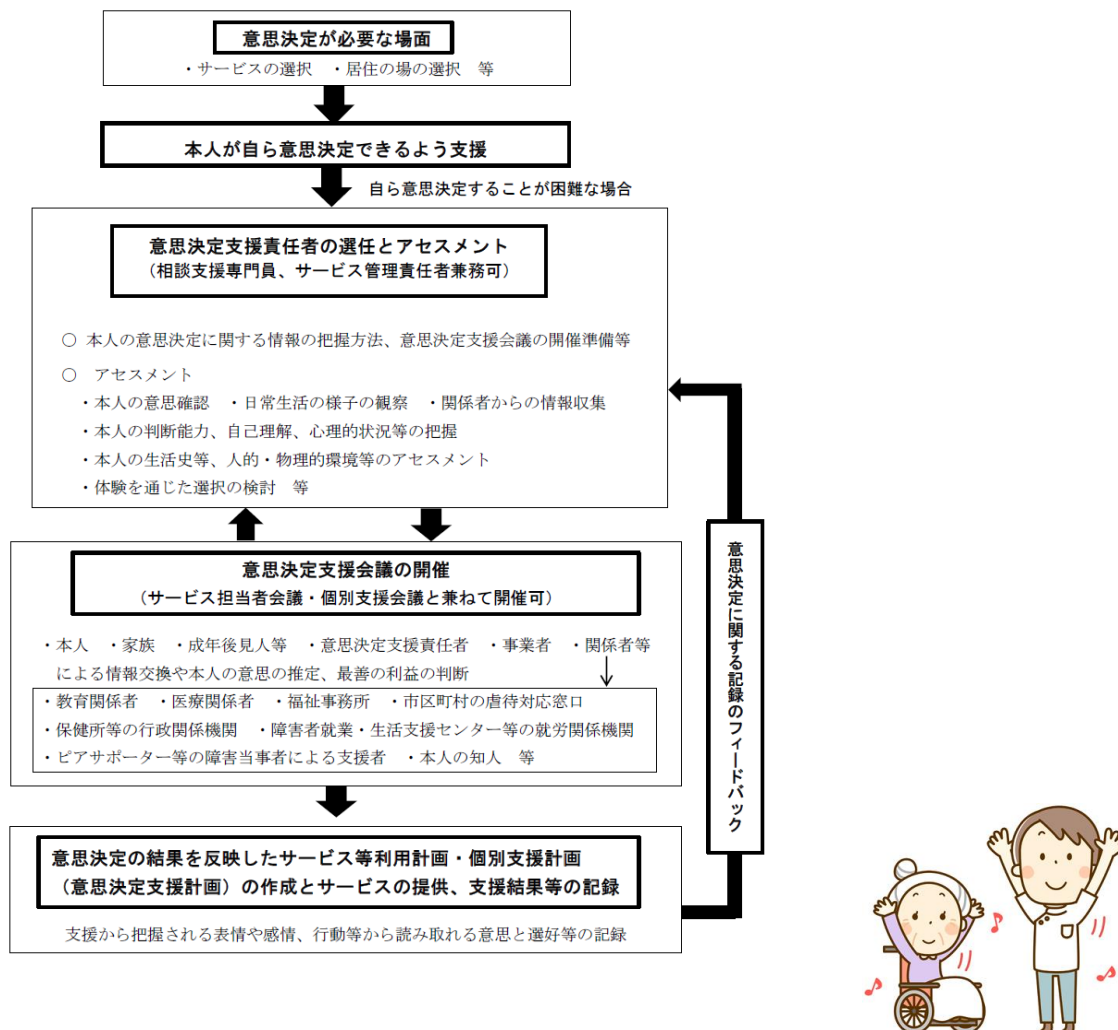 意思決定が必要な場面
・サービスの選択　・居住の場の選択　等
本人が自ら意思決定できるよう支援
自ら意思決定することが困難な場合
意思決定支援責任者の選任とアセスメント
（相談支援専門員、サービス管理責任者兼務可）
○ 本人の意思決定に関する情報の把握方法、意思決定支援会議の開催準備等
○　アセスメント
・本人の意思確認　・日常生活の様子の観察　・関係者からの情報収集
・本人の判断能力、自己理解、心理的状況等の把握
・本人の生活史等、人的・物理的環境等のアセスメント
・体験を通じた選択の検討　等
意思決定支援会議の開催
（サービス担当者会議・個別支援会議と兼ねて開催可）
・本人　・家族　・成年後見人等　・意思決定支援責任者　・事業者　・関係者等
による情報交換や本人の意思の推定、最善の利益の判断
・教育関係者　・医療関係者　・福祉事務所　・市区町村の虐待対応窓口
・保健所等の行政関係機関　・障害者就業・生活支援センター等の就労関係機関
・ピアサポーター等の障害当事者による支援者　・本人の知人　等
意思決定の結果を反映したサービス等利用計画・個別支援計画
（意思決定支援計画）の作成とサービスの提供、支援結果等の記録
支援から把握される表情や感情、行動等から読み取れる意思と選好等の記録
意思決定に関する記録のフィードバック